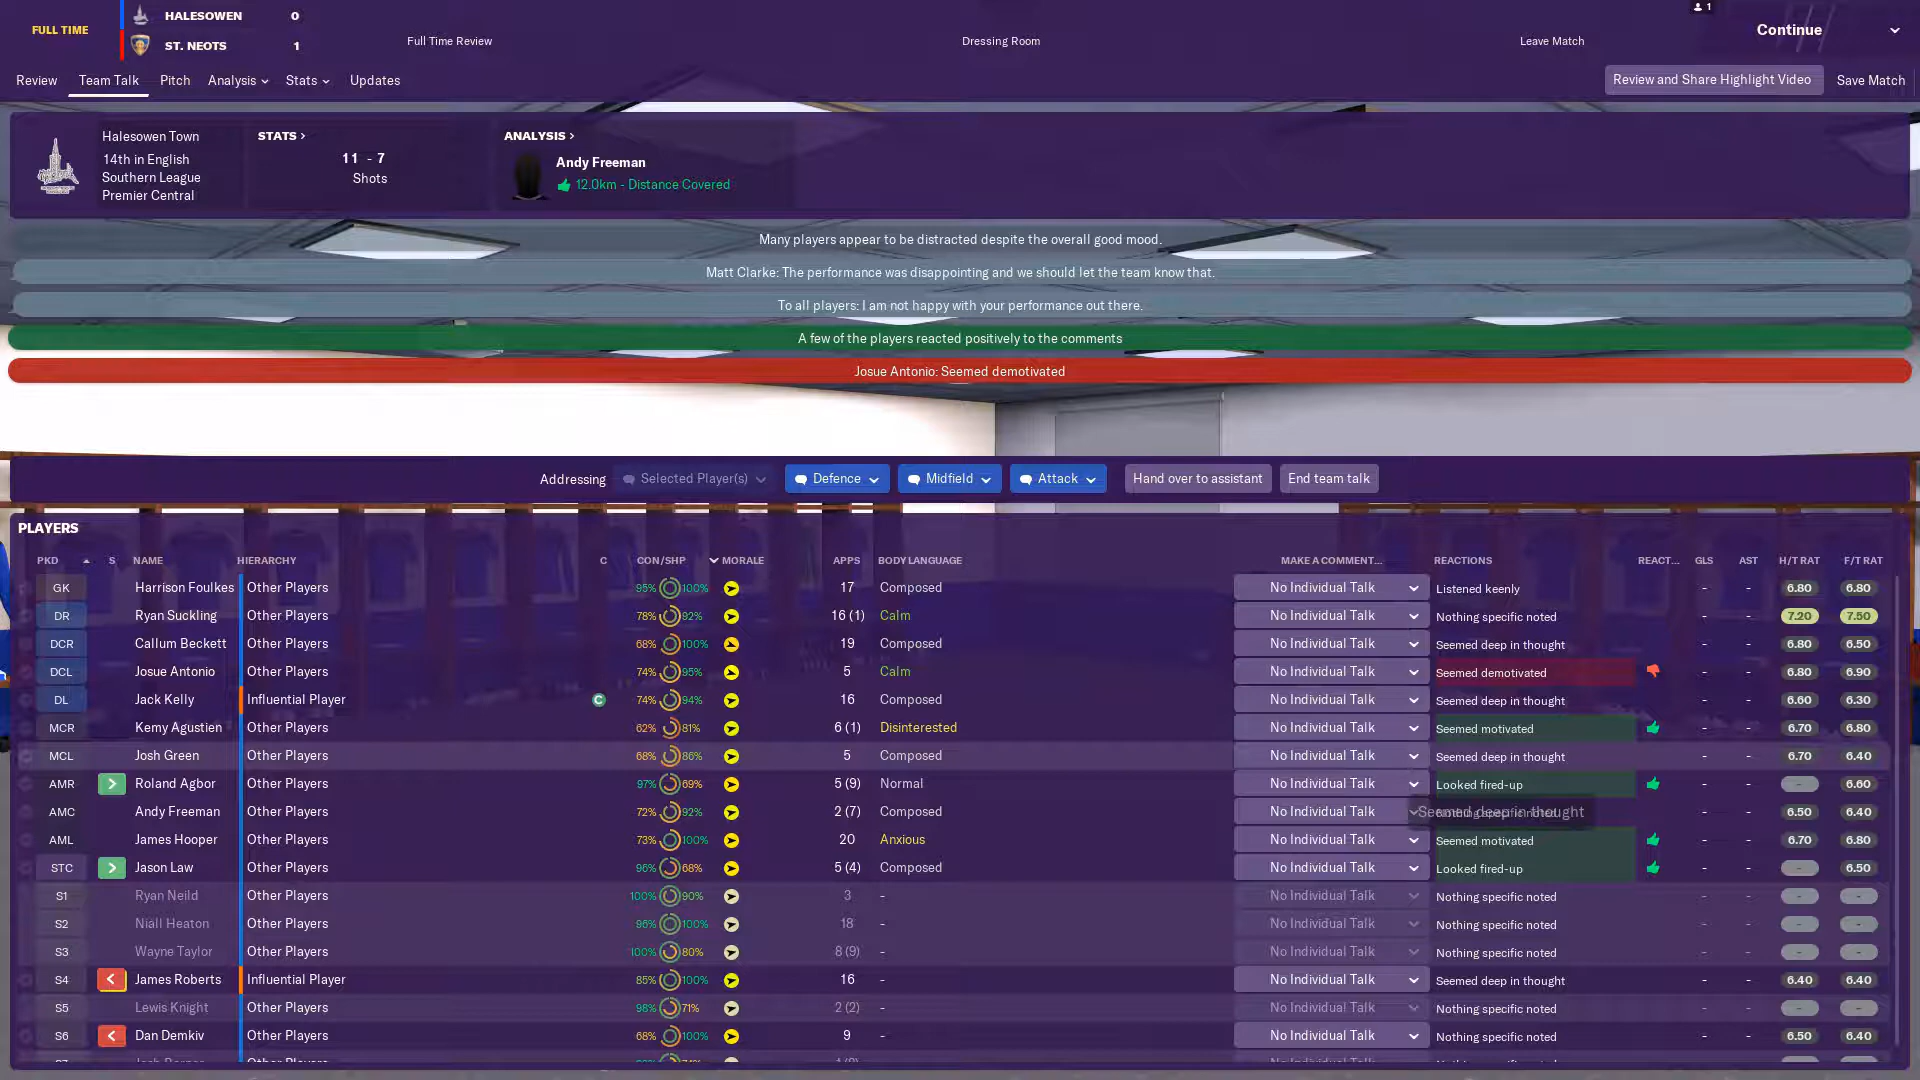 FULL TIME
HALESOWEN 0
ST. NEOTS 1
Full Time Review
Dressing Room
Leave Match
1
Continue
Review Team Talk Pitch Analysis Stats Updates
Review and Share Highlight Video
Save Match
Halesowen Town
14th in English
Southern League
Premier Central
STATS >
11 - 7
Shots
ANALYSIS >
Andy Freeman
12.0km - Distance Covered
Many players appear to be distracted despite the overall good mood.
Matt Clarke: The performance was disappointing and we should let the team know that.
To all players: I am not happy with your performance out there.
A few of the players reacted positively to the comments
Josue Antonio: Seemed demotivated
Addressing Selected Player(s) Defence Midfield Attack Hand over to assistant End team talk
PLAYERS
PKD S NAME HIERARCHY C CON/SHP MORALE APPS BODY LANGUAGE MAKE A COMMENT... REACTIONS REACT... GLS AST H/T RAT F/T RAT
GK Harrison Foulkes Other Players 95% 100% 17 Composed No Individual Talk Listened keenly - - 6.80 6.80
DR Ryan Suckling Other Players 78% 92% 16 (1) Calm No Individual Talk Nothing specific noted - - 7.20 7.50
DCR Callum Beckett Other Players 68% 100% 19 Composed No Individual Talk Seemed deep in thought - - 6.80 6.50
DCL Josue Antonio Other Players 74% 95% 5 Calm No Individual Talk Seemed demotivated - - 6.80 6.90
DL Jack Kelly Influential Player C 74% 94% 16 Composed No Individual Talk Seemed deep in thought - - 6.60 6.30
MCR Kemy Agustien Other Players 62% 81% 6 (1) Disinterested No Individual Talk Seemed motivated - - 6.70 6.80
MCL Josh Green Other Players 68% 86% 5 Composed No Individual Talk Seemed deep in thought - - 6.70 6.40
AMR Roland Agbor Other Players 97% 69% 5 (9) Normal No Individual Talk Looked fired-up - - - 6.60
AMC Andy Freeman Other Players 72% 92% 2 (7) Composed No Individual Talk Seemed deep in thought - - 6.50 6.40
AML James Hooper Other Players 73% 100% 20 Anxious No Individual Talk Seemed motivated - - 6.70 6.80
STC Jason Law Other Players 96% 68% 5 (4) Composed No Individual Talk Looked fired-up - - - 6.50
S1 Ryan Neild Other Players 100% 90% 3 - No Individual Talk Nothing specific noted - - - -
S2 Niall Heaton Other Players 96% 100% 18 - No Individual Talk Nothing specific noted - - - -
S3 Wayne Taylor Other Players 100% 80% 8 (9) - No Individual Talk Nothing specific noted - - - -
S4 James Roberts Influential Player 85% 100% 16 - No Individual Talk Seemed deep in thought - - 6.40 6.40
S5 Lewis Knight Other Players 98% 71% 2 (2) - No Individual Talk Nothing specific noted - - - -
S6 Dan Demkiv Other Players 68% 100% 9 - No Individual Talk Nothing specific noted - - 6.50 6.40